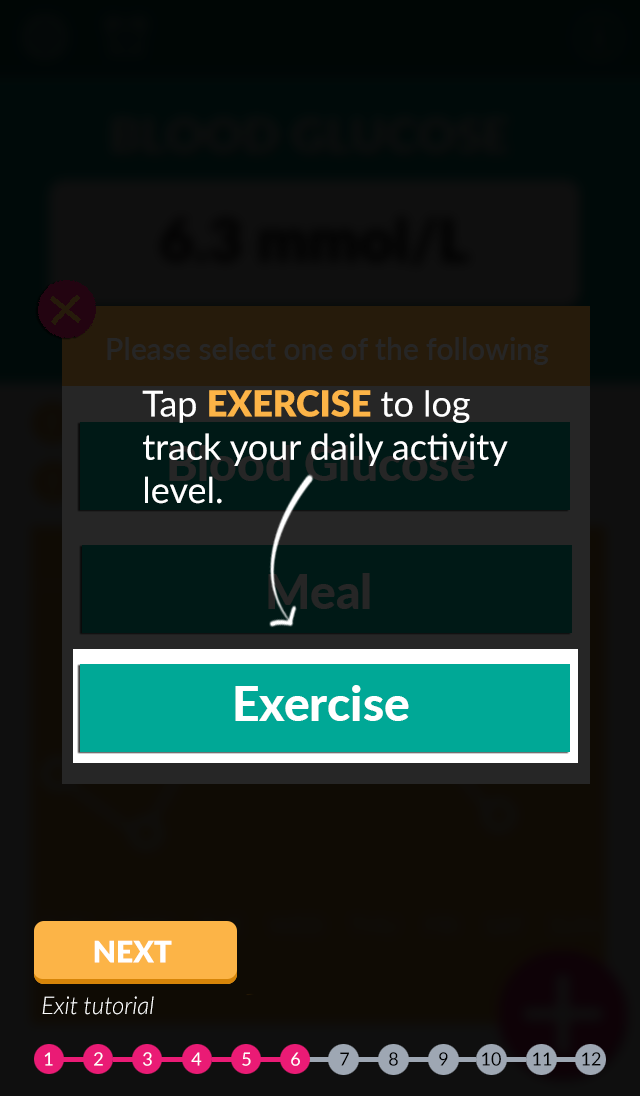 BLOOD GLUCOSE
6.3 mmol/L
Please select one of the following
Tap EXERCISE to log
track your daily activity
level.
Blood Glucose
Meal
Exercise
NEXT
Exit tutorial
1 2 3 4 5 6 7 8 9 10 11 12